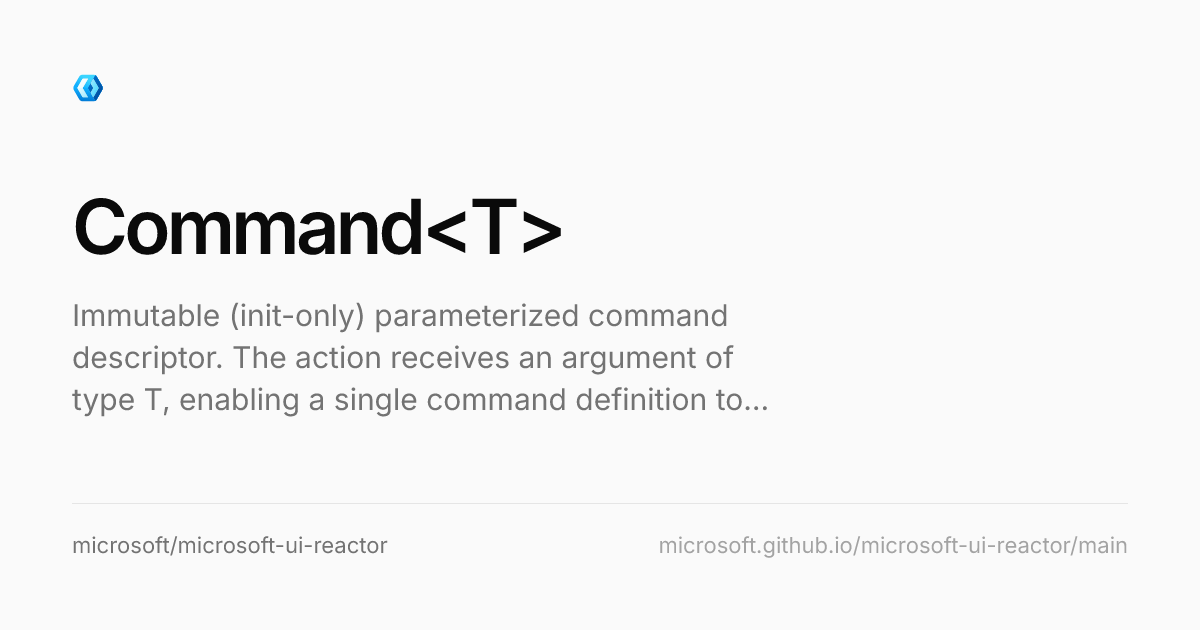 Command<T>
Immutable (init-only) parameterized command
descriptor. The action receives an argument of
type T, enabling a single command definition to...
microsoft/microsoft-ui-reactor
microsoft.github.io/microsoft-ui-reactor/main